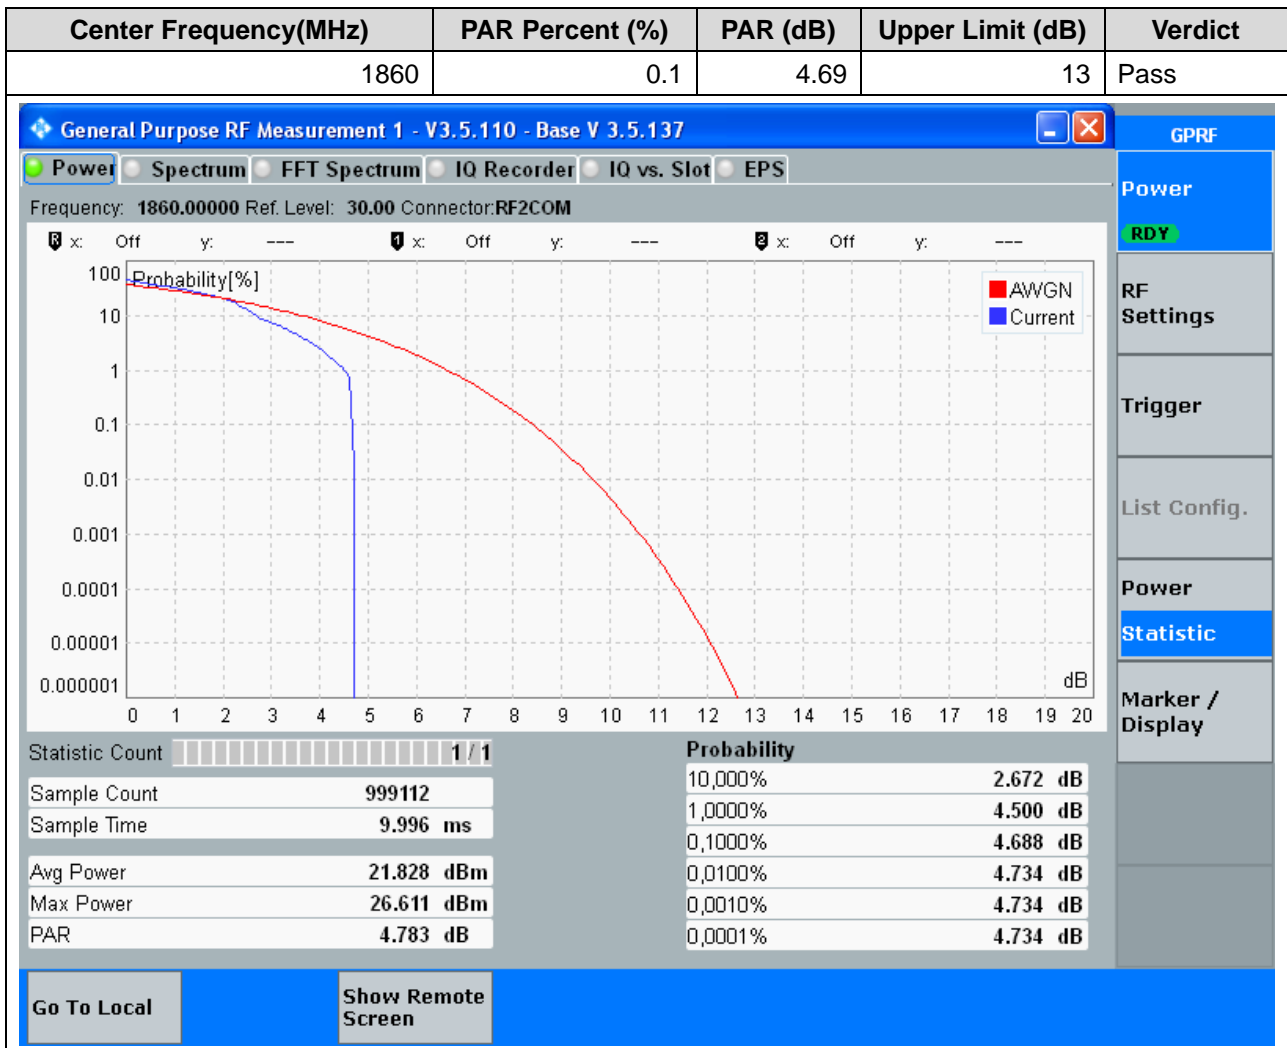 Center Frequency(MHz) PAR Percent (%) PAR (dB) Upper Limit (dB) Verdict
1860 0.1 4.69 13 Pass
General Purpose RF Measurement 1 - V3.5.110 - Base V 3.5.137
GPRF
Power Spectrum FFT Spectrum IQ Recorder IQ vs. Slot EPS
Power
RDY
Frequency: 1860.00000 Ref. Level: 30.00 Connector:RF2COM
R x: Off y: --- 1 x: Off y: --- 2 x: Off y: ---
Probability[%]
100
10
1
0.1
0.01
0.001
0.0001
0.00001
0.000001
AWGN
Current
dB
0 1 2 3 4 5 6 7 8 9 10 11 12 13 14 15 16 17 18 19 20
RF
Settings
Trigger
List Config.
Power
Statistic
Marker /
Display
Statistic Count 1 / 1
Sample Count 999112
Sample Time 9.996 ms
Avg Power 21.828 dBm
Max Power 26.611 dBm
PAR 4.783 dB
Probability
10,000% 2.672 dB
1,0000% 4.500 dB
0,1000% 4.688 dB
0,0100% 4.734 dB
0,0010% 4.734 dB
0,0001% 4.734 dB
Go To Local
Show Remote
Screen